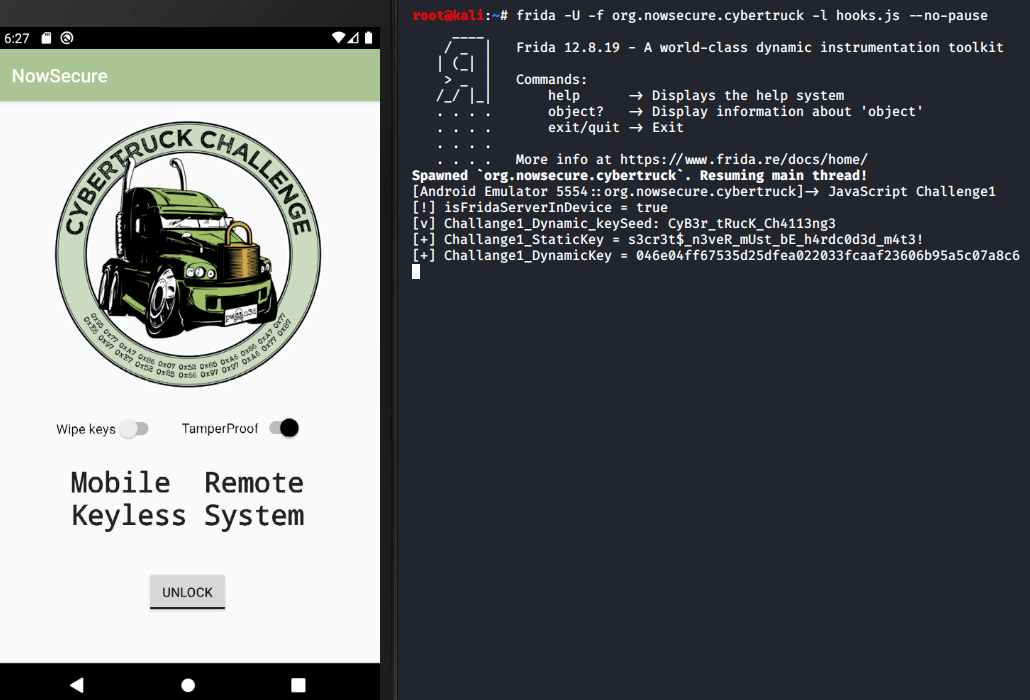 6:27
NowSecure
CYBERTRUCK CHALLENGE
Wipe keys
TamperProof
Mobile Remote
Keyless System
UNLOCK
root@kali:~# frida -U -f org.nowsecure.cybertruck -l hooks.js --no-pause
Frida 12.8.19 - A world-class dynamic instrumentation toolkit
Commands:
help -> Displays the help system
object? -> Display information about 'object'
exit/quit -> Exit
More info at https://www.frida.re/docs/home/
Spawned `org.nowsecure.cybertruck`. Resuming main thread!
[Android Emulator 5554::org.nowsecure.cybertruck]-> JavaScript Challenge1
[!] isFridaServerInDevice = true
[v] Challange1_Dynamic_keySeed: CyB3r_tRucK_Ch4113ng3
[+] Challange1_StaticKey = s3cr3t$_n3veR_mUst_bE_h4rdc0d3d_m4t3!
[+] Challange1_DynamicKey = 046e04ff67535d25dfea022033fcaaf23606b95a5c07a8c6